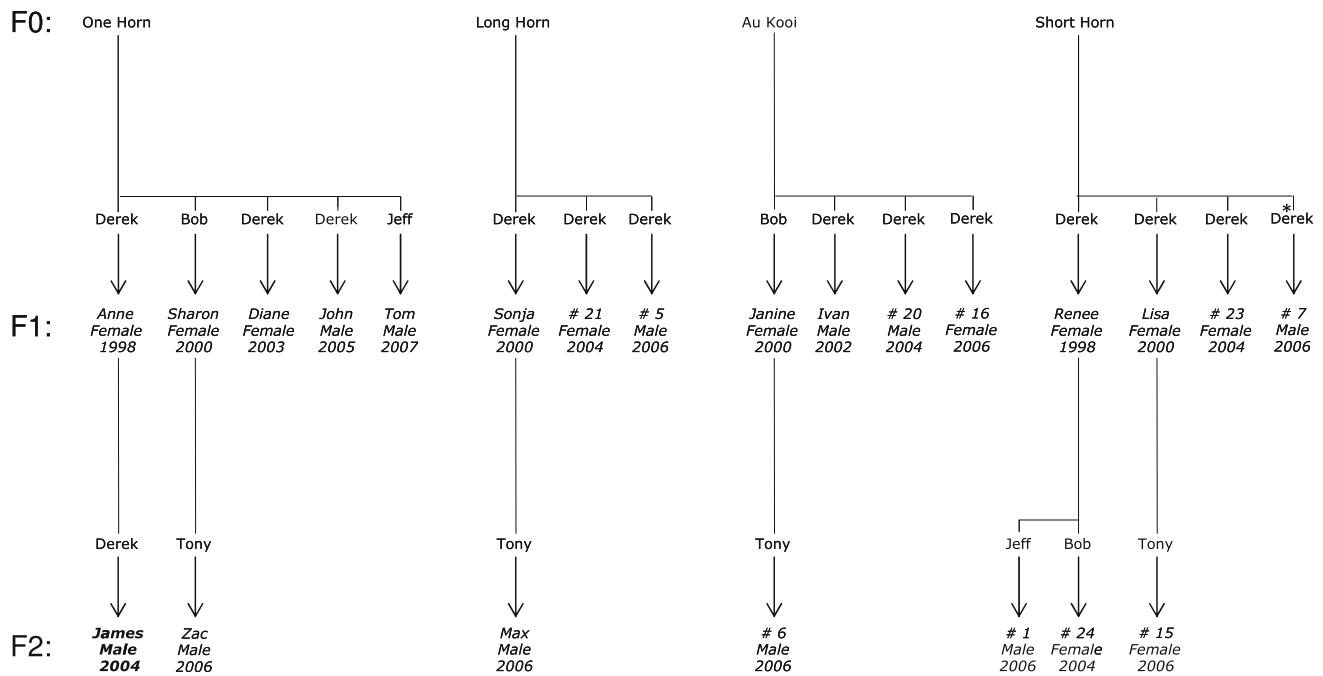 F0: One Horn Long Horn Au Kooi Short Horn
Derek Bob Derek Derek Jeff Derek Derek Derek Bob Derek Derek Derek Derek Derek Derek *Derek
Anne Sharon Diane John Tom Sonja # 21 # 5 Janine Ivan # 20 # 16 Renee Lisa # 23 # 7
F1: Female Female Female Male Male Female Female Male Female Male Male Female Female Female Female Male
1998 2000 2003 2005 2007 2000 2004 2006 2000 2002 2004 2006 1998 2000 2004 2006
Derek Tony Tony Tony Jeff Bob Tony
James Zac Max # 6 # 1 # 24 # 15
F2: Male Male Male Male Male Female Female
2004 2006 2006 2006 2006 2004 2006